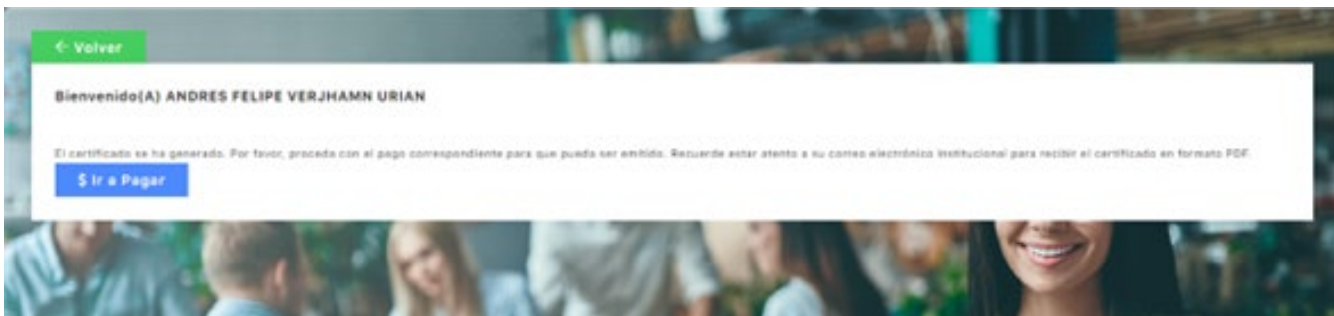 ← Volver
Bienvenido(A) ANDRES FELIPE VERJHAMN URIAN
El certificado se ha generado. Por favor, proceda con el pago correspondiente para que pueda ser emitido. Recuerde estar atento a su correo electrónico institucional para recibir el certificado en formato PDF.
$ Ir a Pagar